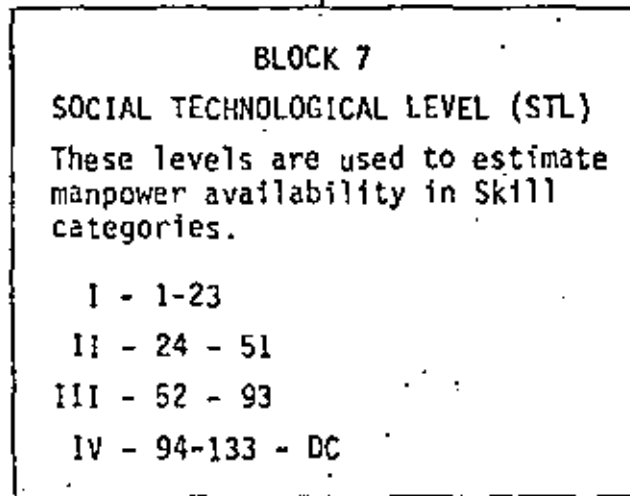 BLOCK 7
SOCIAL TECHNOLOGICAL LEVEL (STL)
These levels are used to estimate
manpower availability in Skill
categories.
I - 1-23
II - 24 - 51
III - 52 - 93
IV - 94-133 - DC